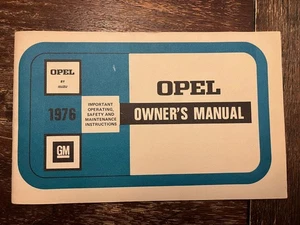 OPEL
BY
ISUZU
1976
IMPORTANT
OPERATING,
SAFETY AND
MAINTENANCE
INSTRUCTIONS
GM
OPEL
OWNER'S MANUAL